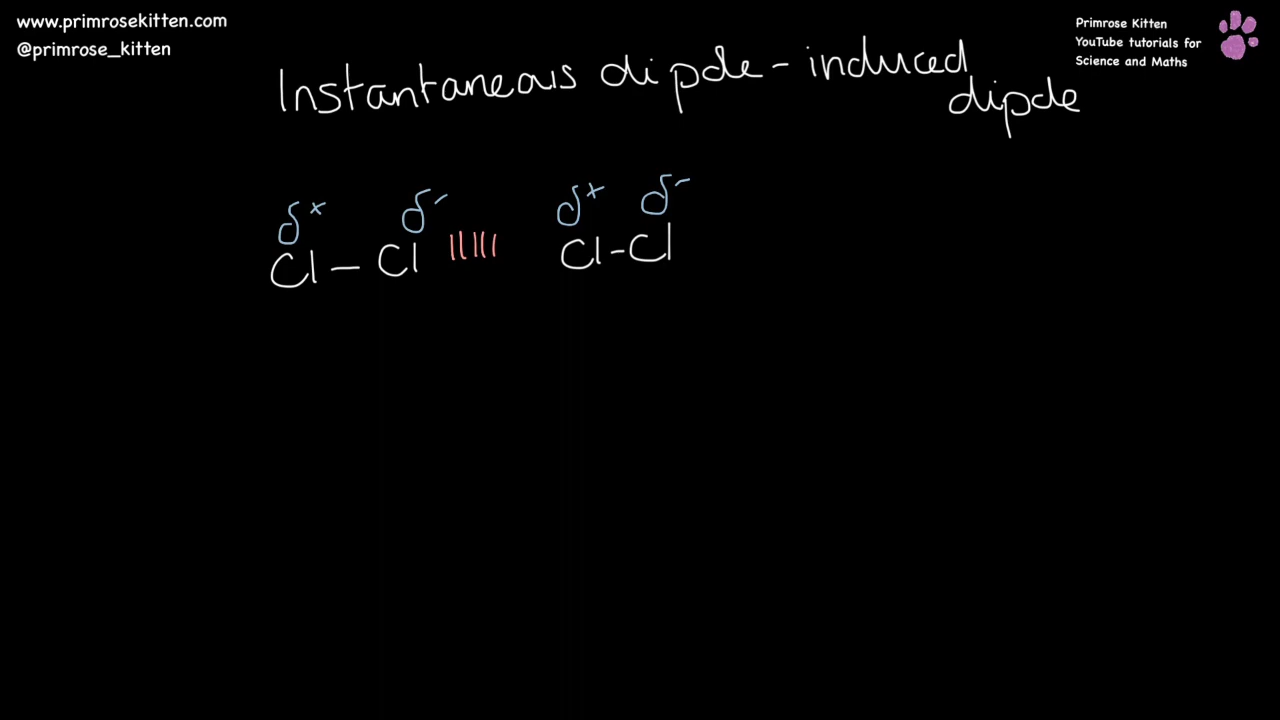 www.primrosekitten.com
@primrose_kitten
Primrose Kitten
YouTube tutorials for
Science and Maths
Instantaneous dipole - induced
dipole
δ+ δ- δ+ δ-
Cl - Cl Cl - Cl